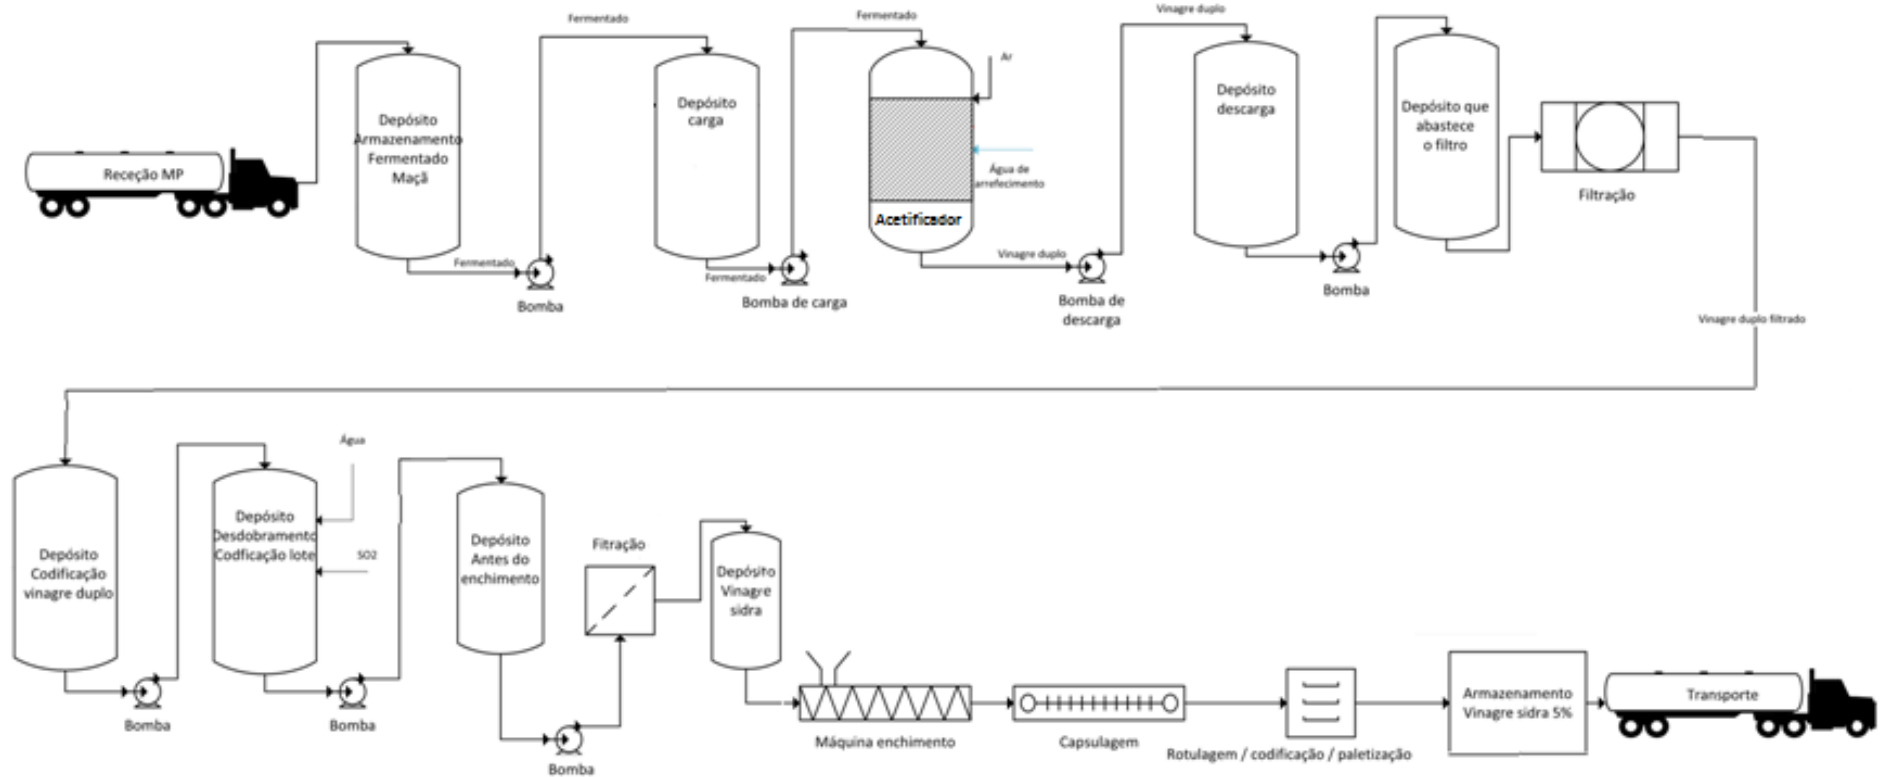 Receção MP
Depósito
Armazenamento
Fermentado
Maçã
Fermentado
Bomba
Fermentado
Depósito
carga
Fermentado
Bomba de carga
Fermentado
Ar
Água de
arrefecimento
Acetificador
Vinagre duplo
Bomba de
descarga
Vinagre duplo
Depósito
descarga
Bomba
Depósito que
abastece
o filtro
Filtração
Vinagre duplo filtrado
Depósito
Codificação
vinagre duplo
Bomba
Água
Depósito
Desdobramento
Codficação lote
SO2
Bomba
Depósito
Antes do
enchimento
Bomba
Fitração
Depósito
Vinagre
sidra
Máquina enchimento
Capsulagem
Rotulagem / codificação / paletização
Armazenamento
Vinagre sidra 5%
Transporte